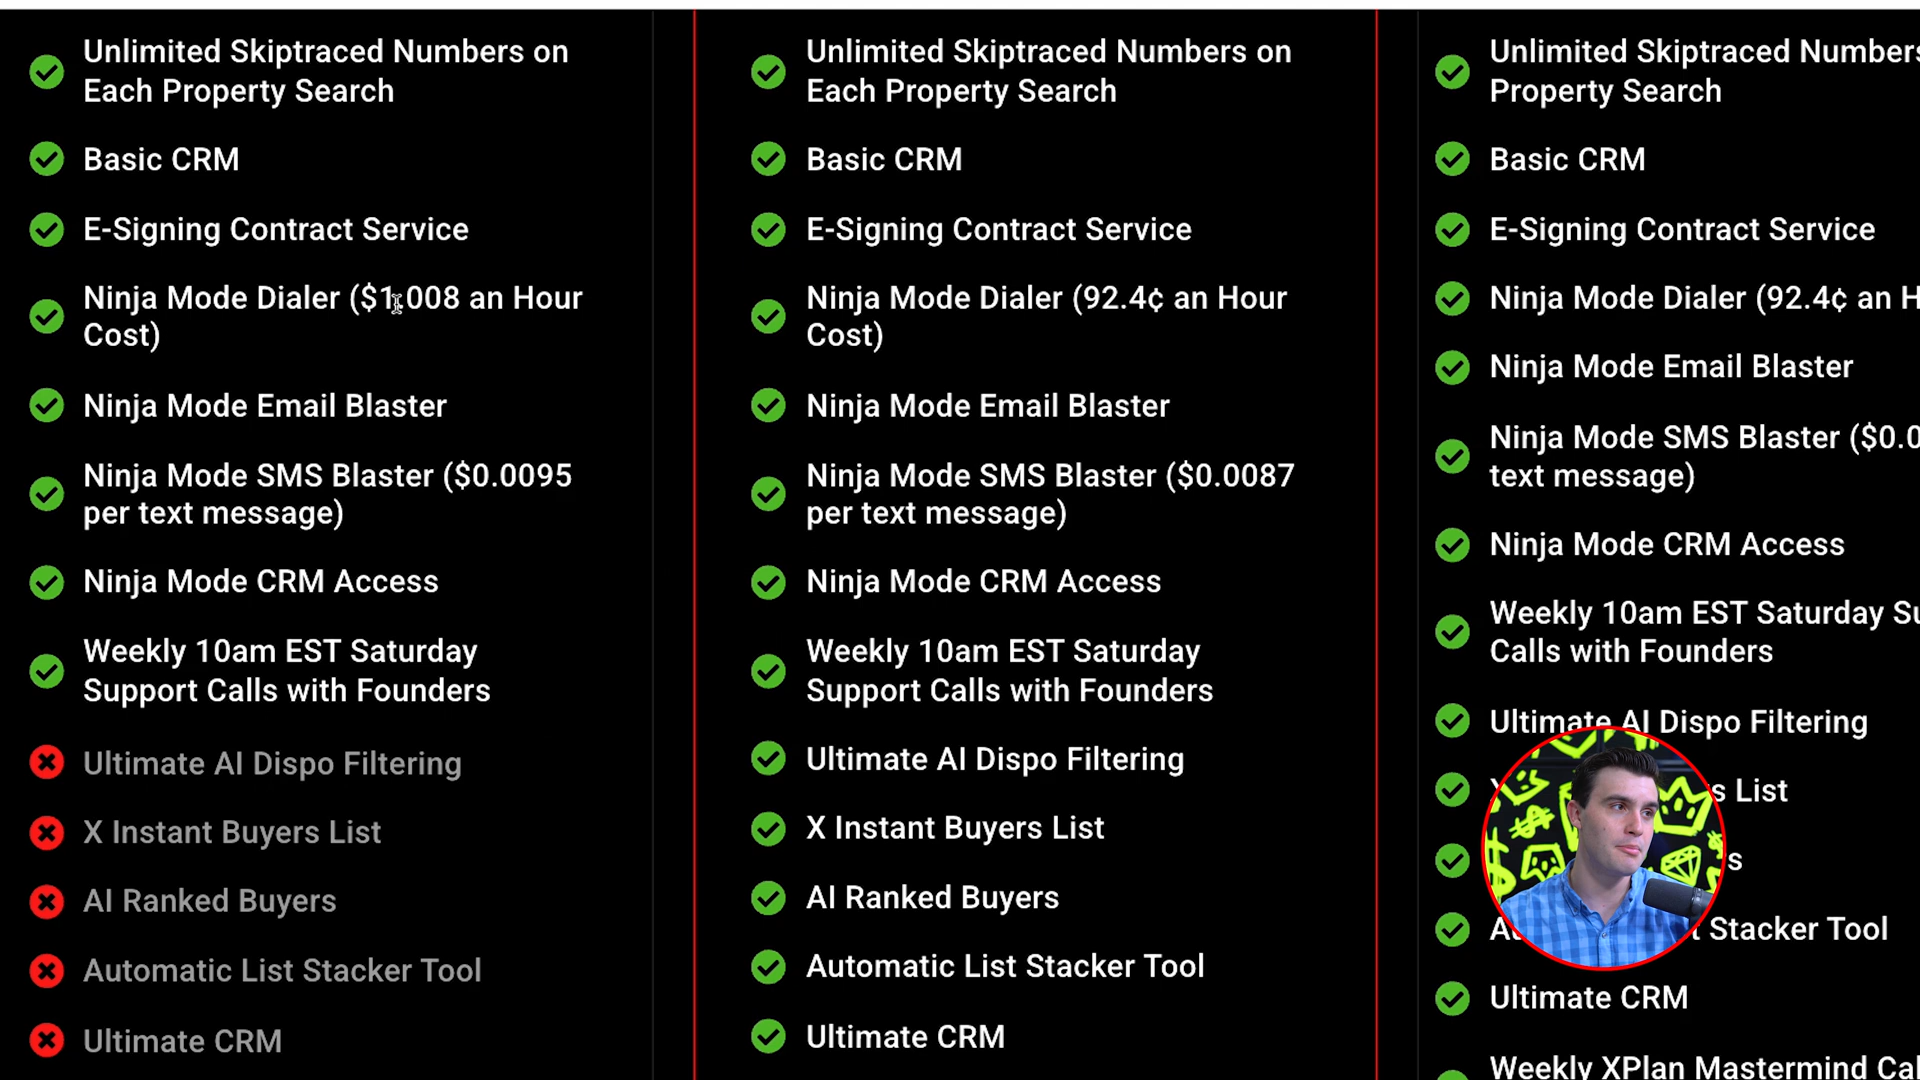 Unlimited Skiptraced Numbers on
Each Property Search
Basic CRM
E-Signing Contract Service
Ninja Mode Dialer ($1.008 an Hour
Cost)
Ninja Mode Email Blaster
Ninja Mode SMS Blaster ($0.0095
per text message)
Ninja Mode CRM Access
Weekly 10am EST Saturday
Support Calls with Founders
Ultimate AI Dispo Filtering
X Instant Buyers List
AI Ranked Buyers
Automatic List Stacker Tool
Ultimate CRM
Unlimited Skiptraced Numbers on
Each Property Search
Basic CRM
E-Signing Contract Service
Ninja Mode Dialer (92.4¢ an Hour
Cost)
Ninja Mode Email Blaster
Ninja Mode SMS Blaster ($0.0087
per text message)
Ninja Mode CRM Access
Weekly 10am EST Saturday
Support Calls with Founders
Ultimate AI Dispo Filtering
X Instant Buyers List
AI Ranked Buyers
Automatic List Stacker Tool
Ultimate CRM
Unlimited Skiptraced Numbers
Property Search
Basic CRM
E-Signing Contract Service
Ninja Mode Dialer (92.4¢ an H
Ninja Mode Email Blaster
Ninja Mode SMS Blaster ($0.0
text message)
Ninja Mode CRM Access
Weekly 10am EST Saturday Su
Calls with Founders
Ultimate AI Dispo Filtering
List
Stacker Tool
Ultimate CRM
Weekly XPlan Mastermind Cal